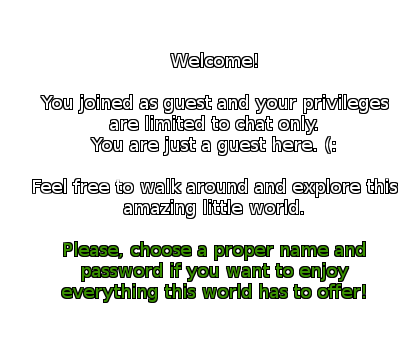 Welcome!
You joined as guest and your privileges
are limited to chat only.
You are just a guest here. (:
Feel free to walk around and explore this
amazing little world.
Please, choose a proper name and
password if you want to enjoy
everything this world has to offer!